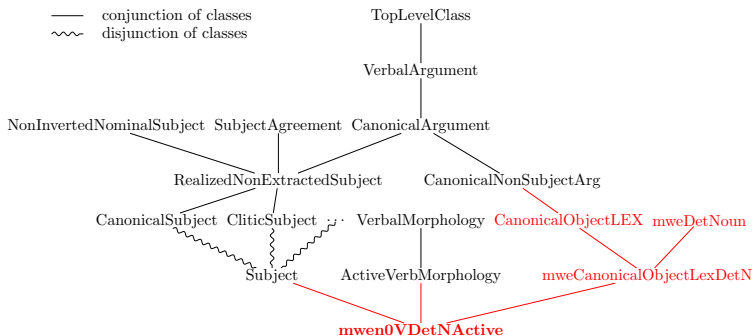 conjunction of classes
disjunction of classes
TopLevelClass
VerbalArgument
NonInvertedNominalSubject SubjectAgreement CanonicalArgument
RealizedNonExtractedSubject CanonicalNonSubjectArg
CanonicalSubject CliticSubject ... VerbalMorphology CanonicalObjectLEX mweDetNoun
Subject ActiveVerbMorphology mweCanonicalObjectLexDetN
mwen0VDetNActive